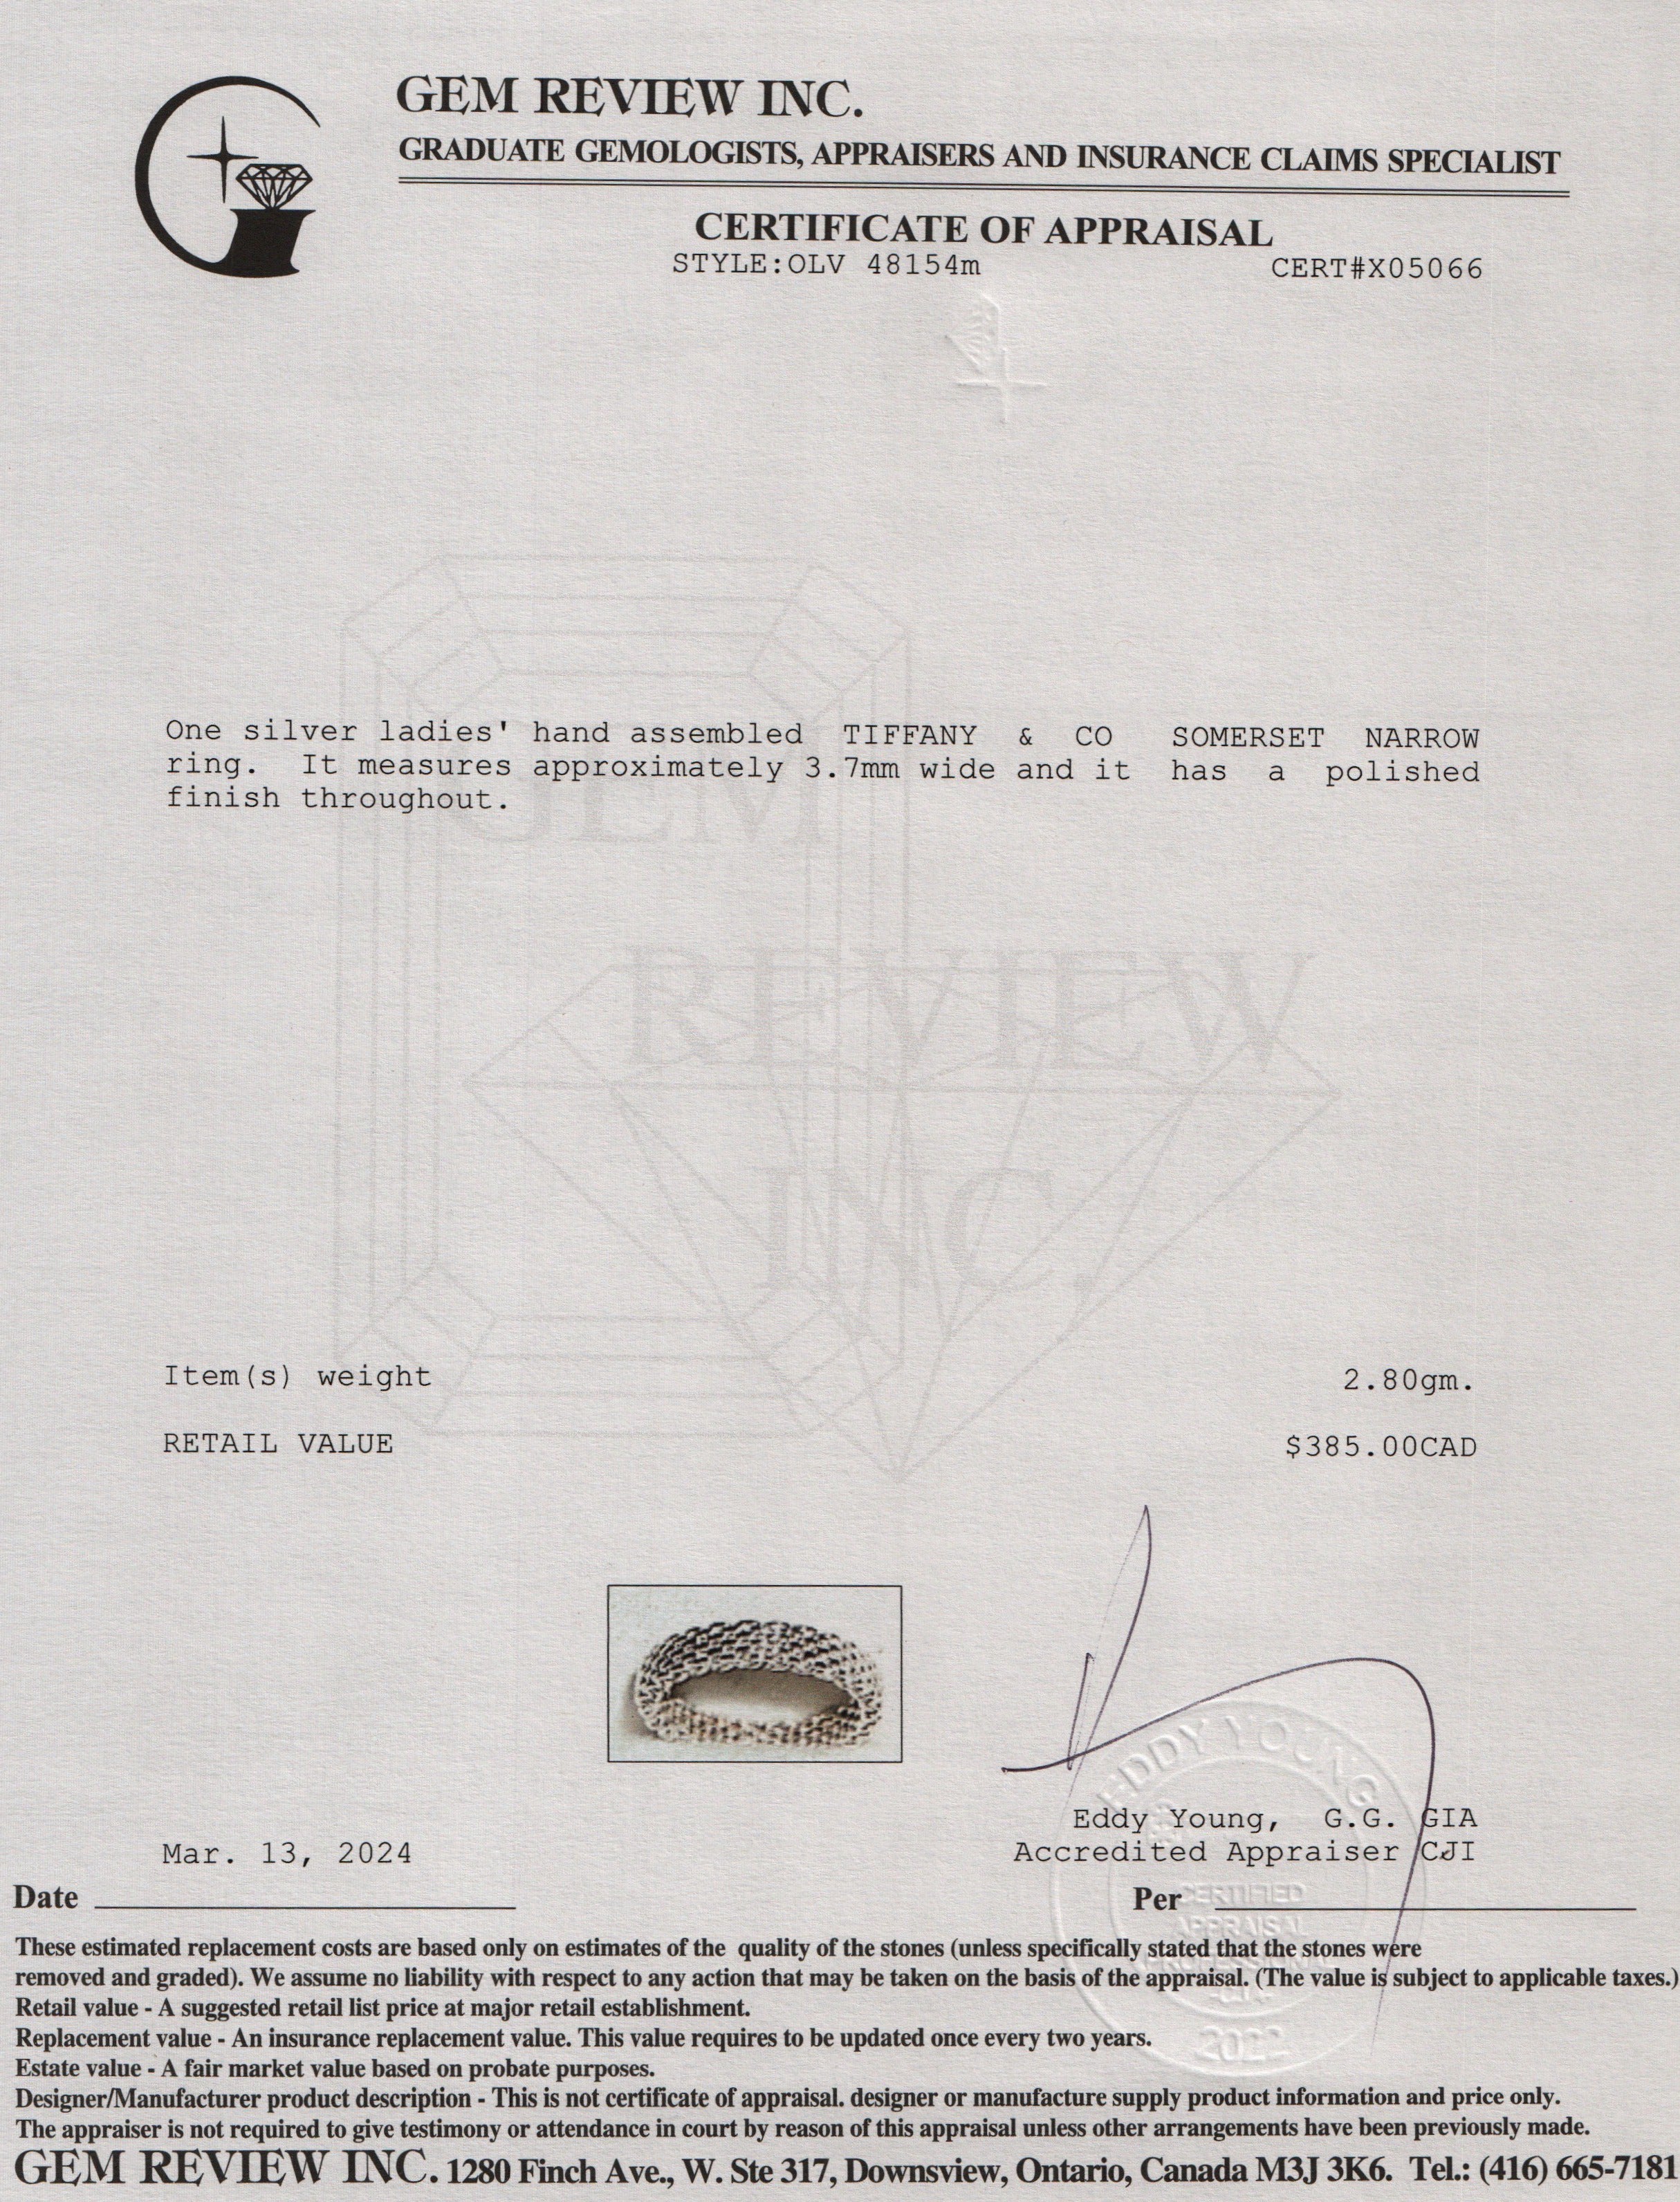 GEM REVIEW INC.
GRADUATE GEMOLOGISTS, APPRAISERS AND INSURANCE CLAIMS SPECIALIST
CERTIFICATE OF APPRAISAL
STYLE:OLV 48154m CERT#X05066
One silver ladies' hand assembled TIFFANY & CO SOMERSET NARROW
ring. It measures approximately 3.7mm wide and it has a polished
finish throughout.
GEM
REVIEW
INC.
Item(s) weight 2.80gm.
RETAIL VALUE $385.00CAD
EDDY YOUNG
Eddy Young, G.G. GIA
Mar. 13, 2024 Accredited Appraiser CJI
Date Per
CERTIFIED
APPRAISAL
PROFESSIONAL
2022
These estimated replacement costs are based only on estimates of the quality of the stones (unless specifically stated that the stones were
removed and graded). We assume no liability with respect to any action that may be taken on the basis of the appraisal. (The value is subject to applicable taxes.)
Retail value - A suggested retail list price at major retail establishment.
Replacement value - An insurance replacement value. This value requires to be updated once every two years.
Estate value - A fair market value based on probate purposes.
Designer/Manufacturer product description - This is not certificate of appraisal. designer or manufacture supply product information and price only.
The appraiser is not required to give testimony or attendance in court by reason of this appraisal unless other arrangements have been previously made.
GEM REVIEW INC. 1280 Finch Ave., W. Ste 317, Downsview, Ontario, Canada M3J 3K6. Tel.: (416) 665-7181